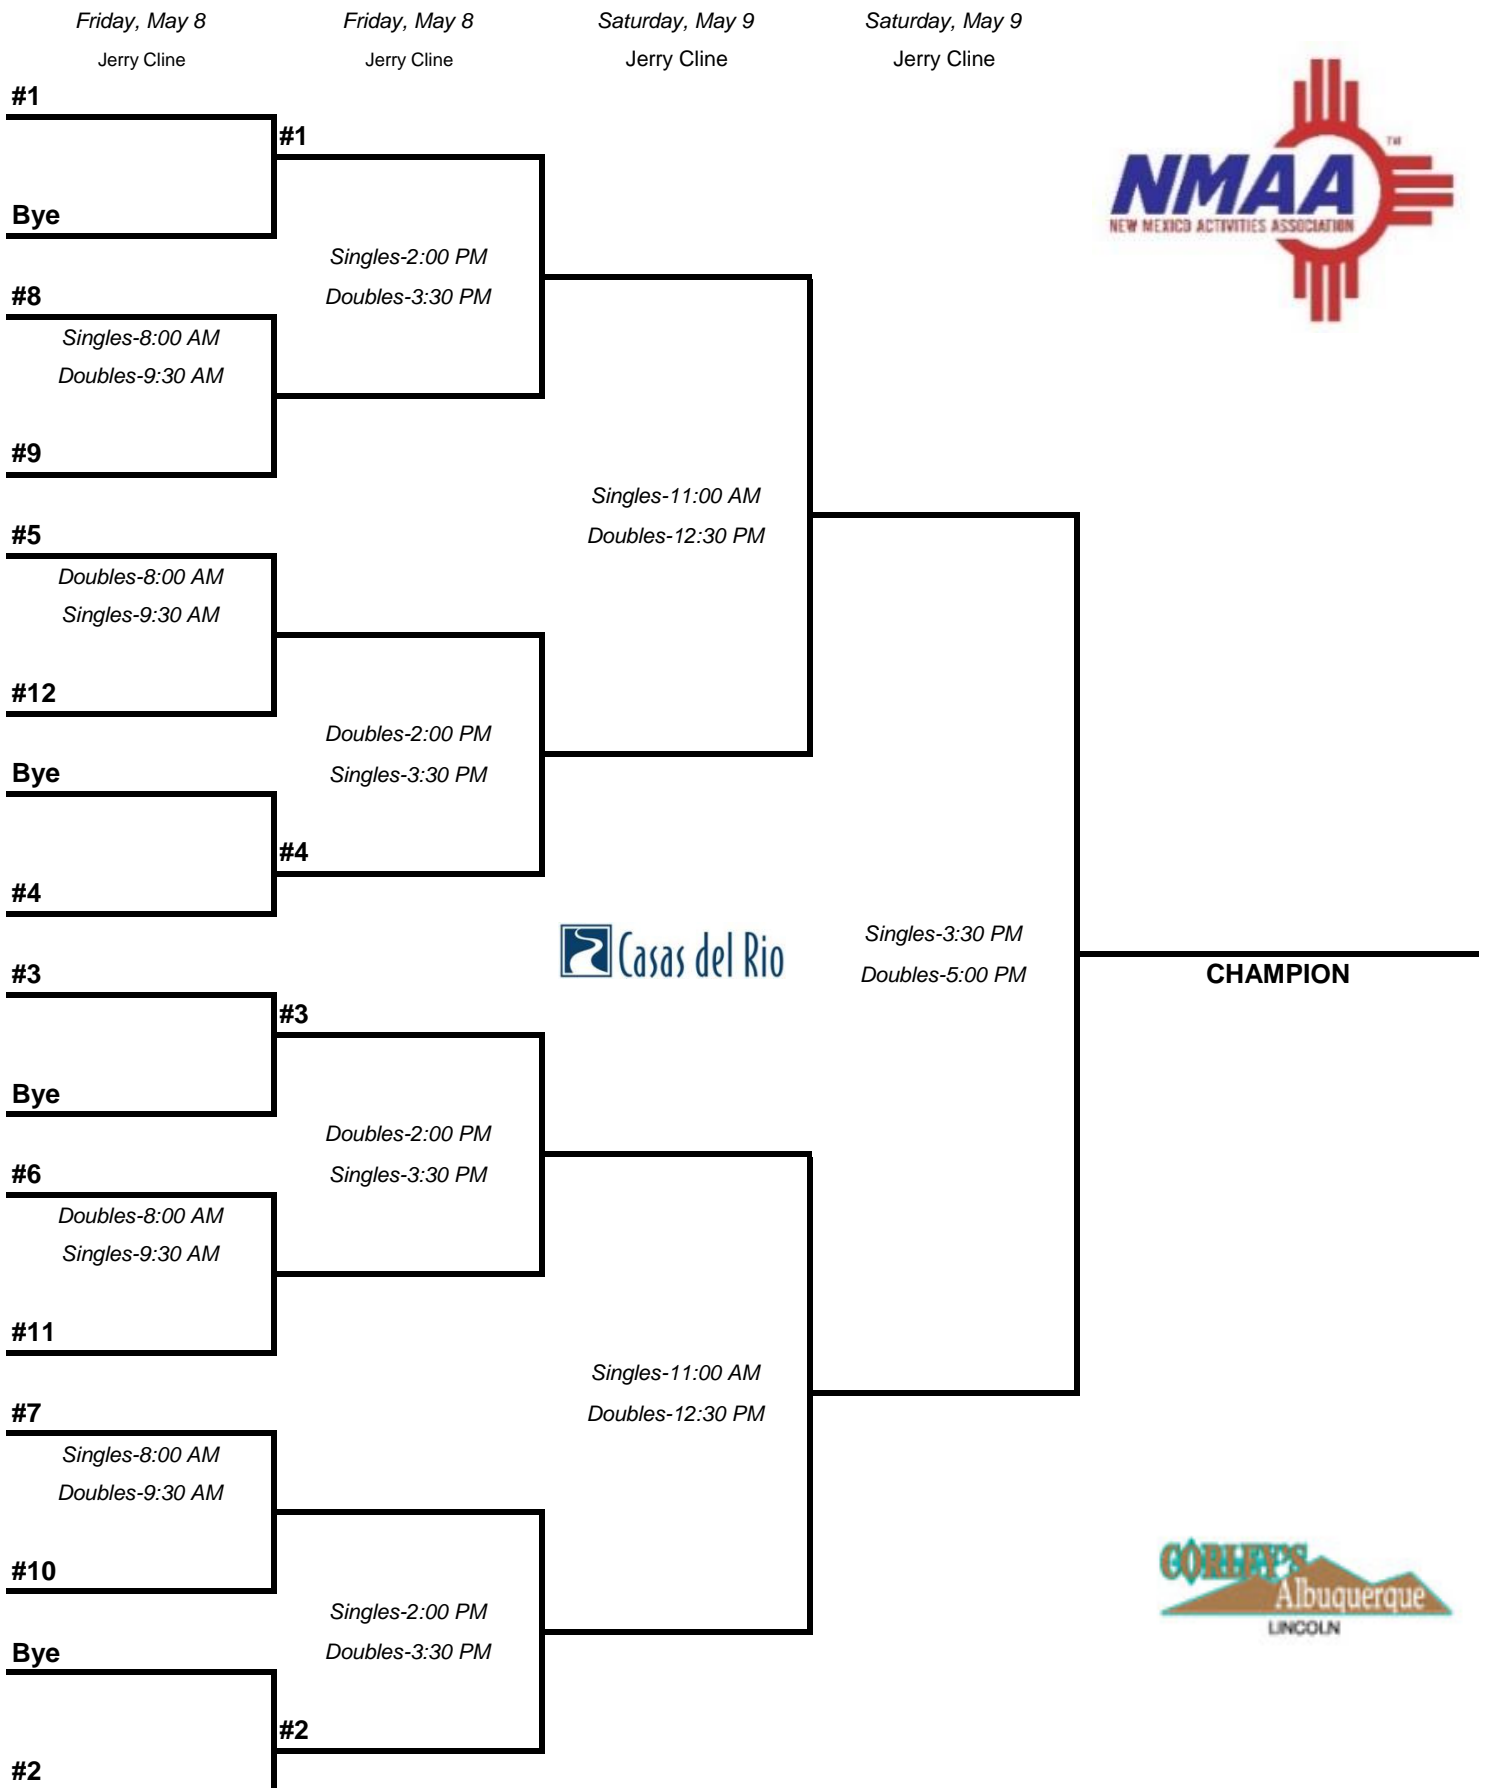 Friday, May 8
Friday, May 8
Saturday, May 9
Saturday, May 9
Jerry Cline
Jerry Cline
Jerry Cline
Jerry Cline
#1
#1
Bye
Singles-2:00 PM
Doubles-3:30 PM
#8
Singles-8:00 AM
Doubles-9:30 AM
#9
Singles-11:00 AM
Doubles-12:30 PM
#5
Doubles-8:00 AM
Singles-9:30 AM
#12
Doubles-2:00 PM
Singles-3:30 PM
Bye
#4
#4
TM
NMAA
NEW MEXICO ACTIVITIES ASSOCIATION
Casas del Rio
Singles-3:30 PM
Doubles-5:00 PM
CHAMPION
#3
#3
Bye
Doubles-2:00 PM
Singles-3:30 PM
#6
Doubles-8:00 AM
Singles-9:30 AM
#11
Singles-11:00 AM
Doubles-12:30 PM
#7
Singles-8:00 AM
Doubles-9:30 AM
#10
Singles-2:00 PM
Doubles-3:30 PM
Bye
#2
#2
CORLEY'S
Albuquerque
LINCOLN